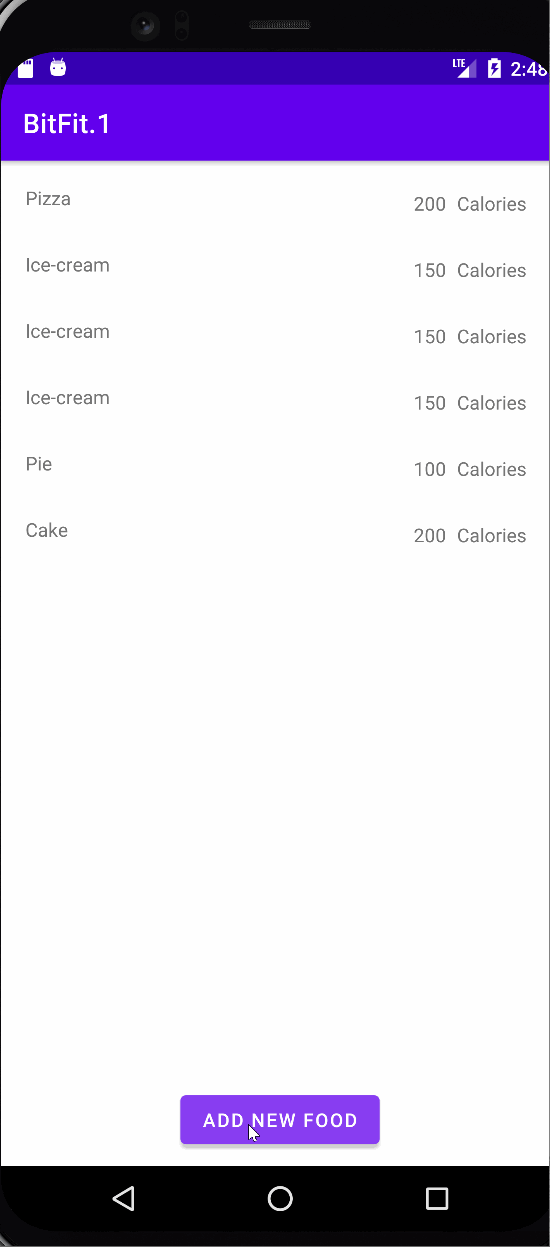 LTE 2:48
BitFit.1
Pizza 200 Calories
Ice-cream 150 Calories
Ice-cream 150 Calories
Ice-cream 150 Calories
Pie 100 Calories
Cake 200 Calories
ADD NEW FOOD